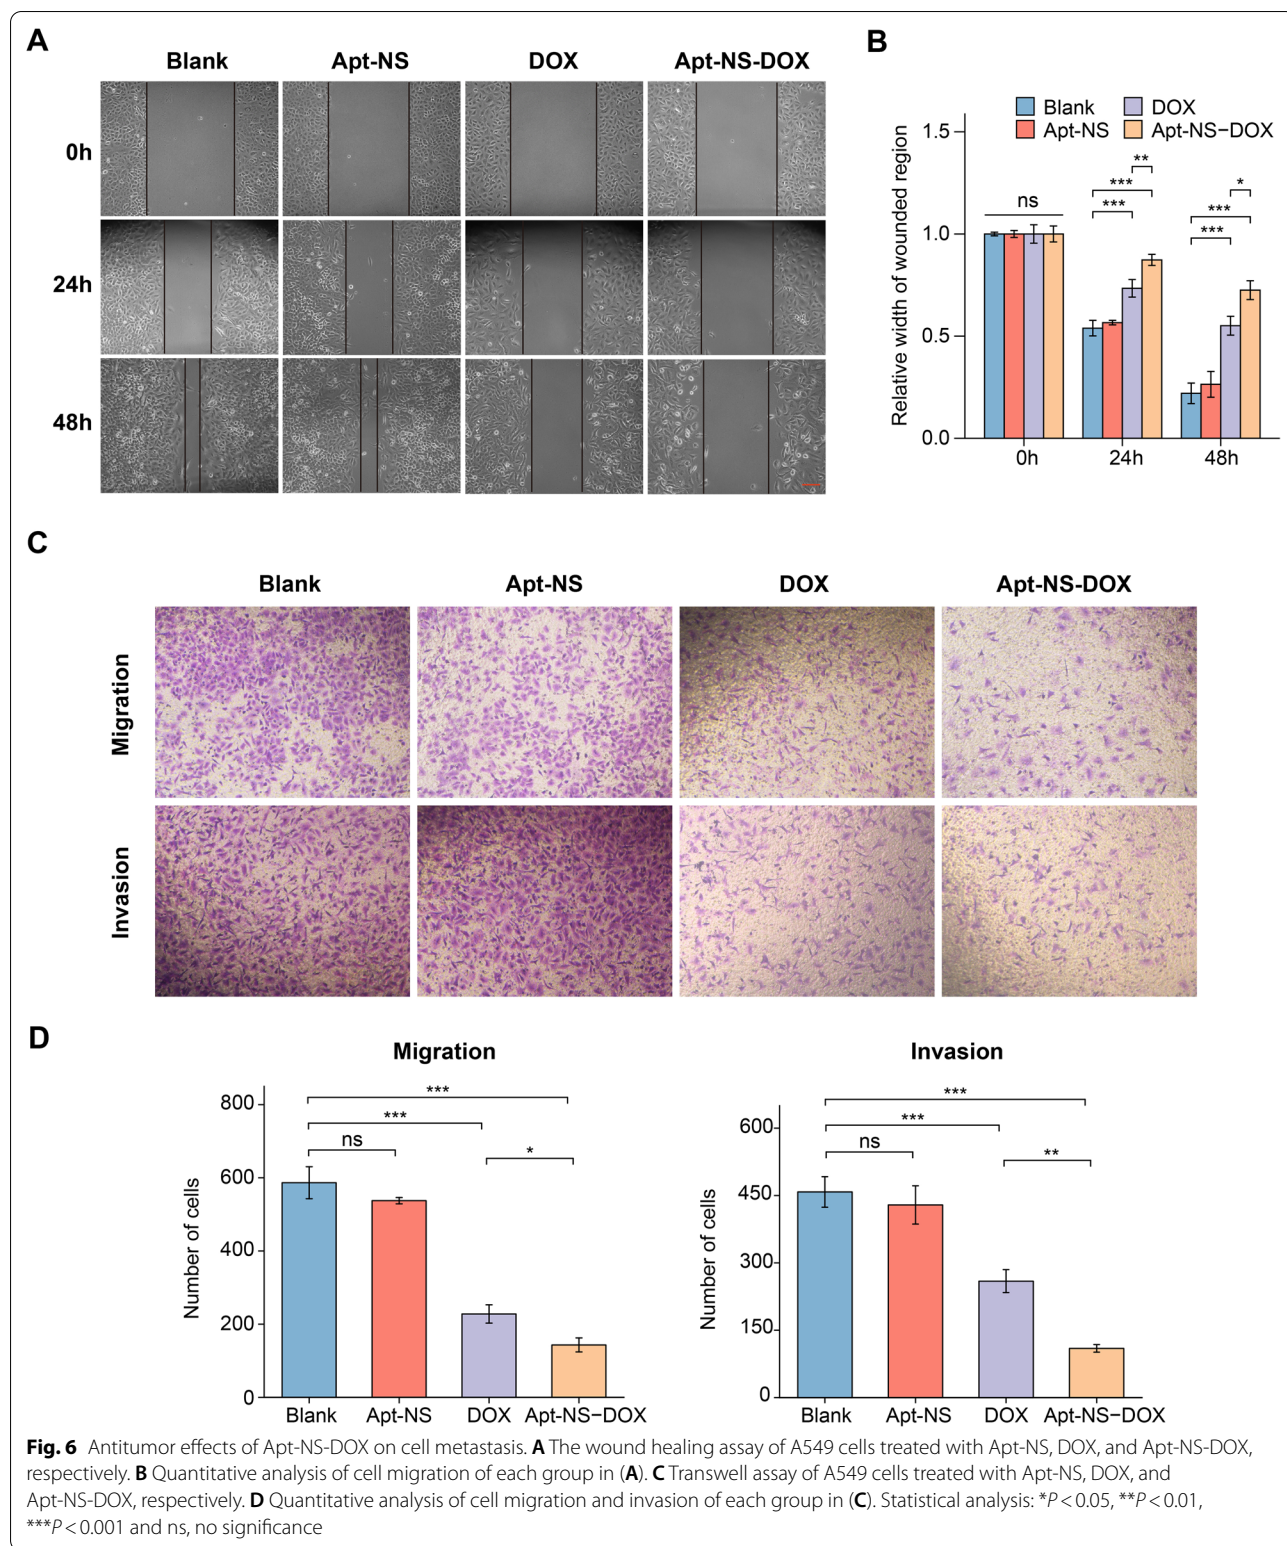 A
Blank
Apt-NS
DOX
Apt-NS-DOX
0h
24h
48h
B
Blank
DOX
Apt-NS
Apt-NS−DOX
Relative width of wounded region
1.5
1.0
0.5
0.0
ns
***
***
**
***
***
*
0h
24h
48h
C
Blank
Apt-NS
DOX
Apt-NS-DOX
Migration
Invasion
D
Migration
Number of cells
800
600
400
200
0
***
***
ns
*
Blank
Apt-NS
DOX
Apt-NS−DOX
Invasion
Number of cells
600
450
300
150
0
***
***
ns
**
Blank
Apt-NS
DOX
Apt-NS−DOX
Fig. 6 Antitumor effects of Apt-NS-DOX on cell metastasis. A The wound healing assay of A549 cells treated with Apt-NS, DOX, and Apt-NS-DOX,
respectively. B Quantitative analysis of cell migration of each group in (A). C Transwell assay of A549 cells treated with Apt-NS, DOX, and
Apt-NS-DOX, respectively. D Quantitative analysis of cell migration and invasion of each group in (C). Statistical analysis: *P < 0.05, **P < 0.01,
***P < 0.001 and ns, no significance